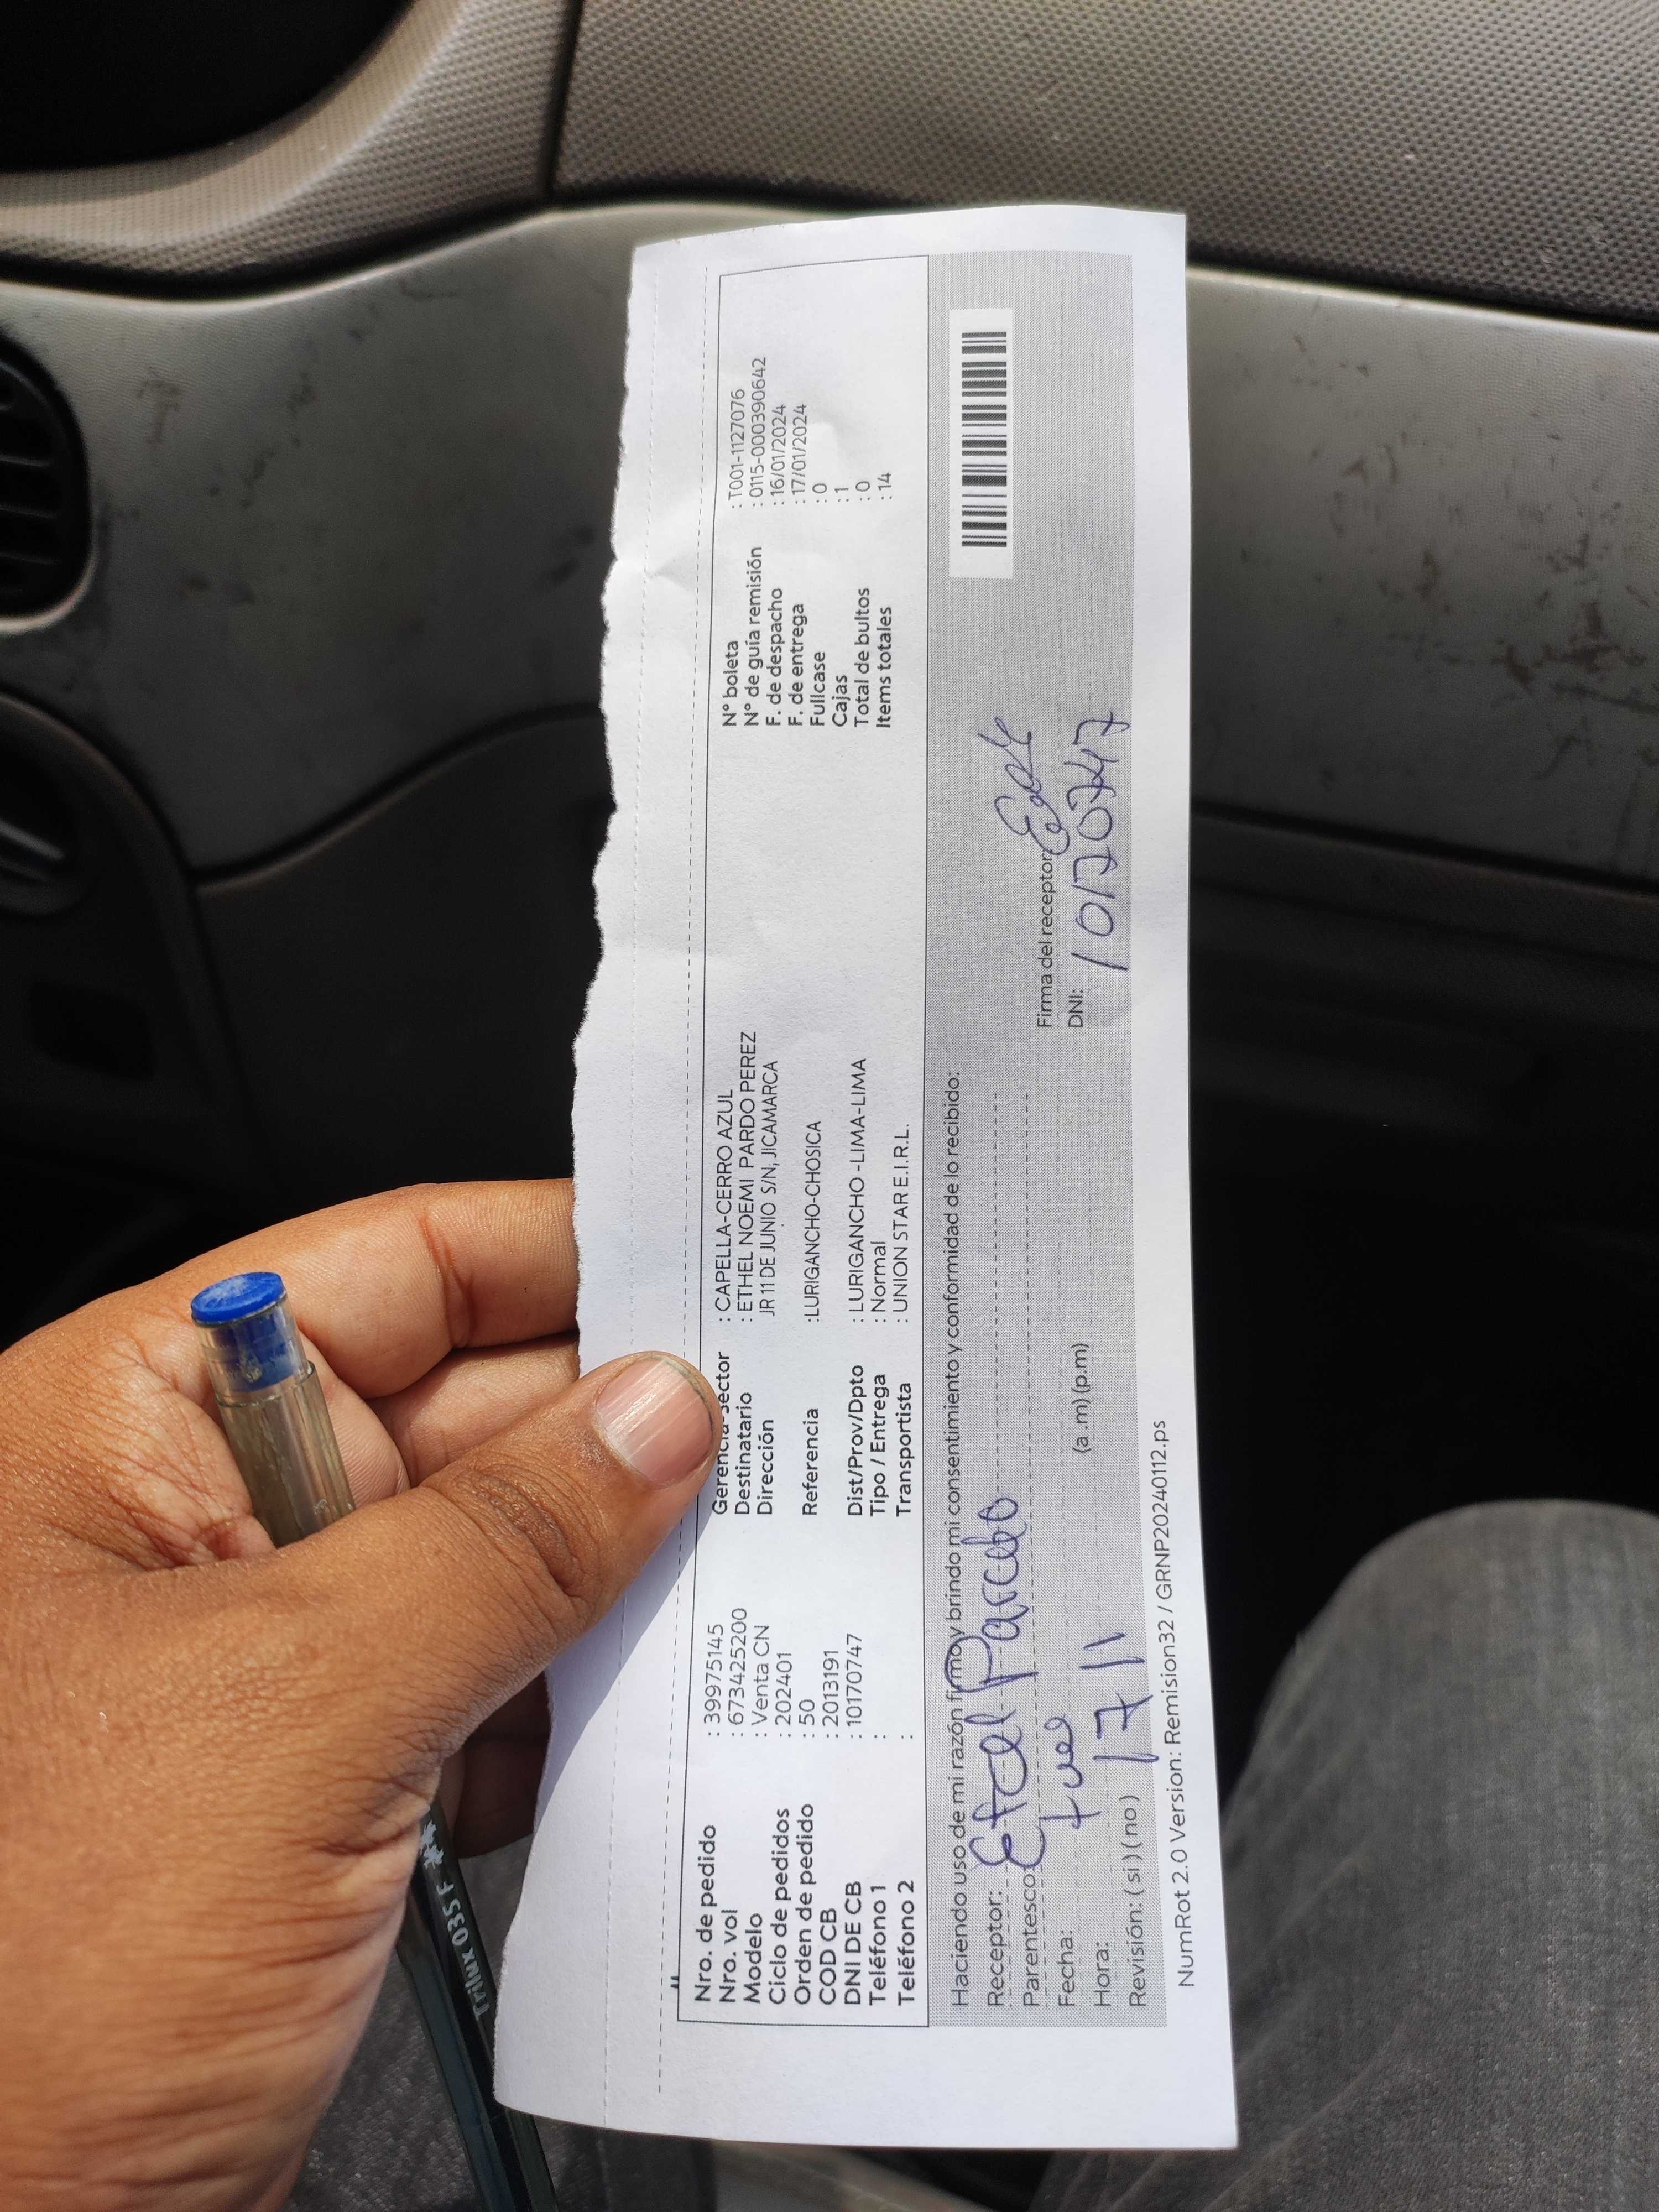 Nro. de pedido : 39975145
Nro. vol : 673425200
Modelo : Venta CN
Ciclo de pedidos : 202401
Orden de pedido : 50
COD CB : 2013191
DNI DE CB : 10170747
Teléfono 1 :
Teléfono 2 :
Gerencia-Sector : CAPELLA-CERRO AZUL
Destinatario : ETHEL NOEMI PARDO PEREZ
Dirección JR 11 DE JUNIO S/N, JICAMARCA
Referencia :LURIGANCHO-CHOSICA
Dist/Prov/Dpto : LURIGANCHO -LIMA-LIMA
Tipo / Entrega : Normal
Transportista : UNION STAR E.I.R.L.
N° boleta : T001-1127076
N° de guía remisión : 0115-000390642
F. de despacho : 16/01/2024
F. de entrega : 17/01/2024
Fullcase : 0
Cajas : 1
Total de bultos : 0
Items totales : 14
Haciendo uso de mi razón firmo y brindo mi consentimiento y conformidad de lo recibido:
Receptor: Etel Pardo
Parentesco:
Fecha:
Hora: 17 11 (a.m) (p.m)
Revisión: ( si ) ( no )
Firma del receptor:
DNI: 10170747
NumRot 2.0 Version: Remision32 / GRNP20240112.ps
Trilux 035 F